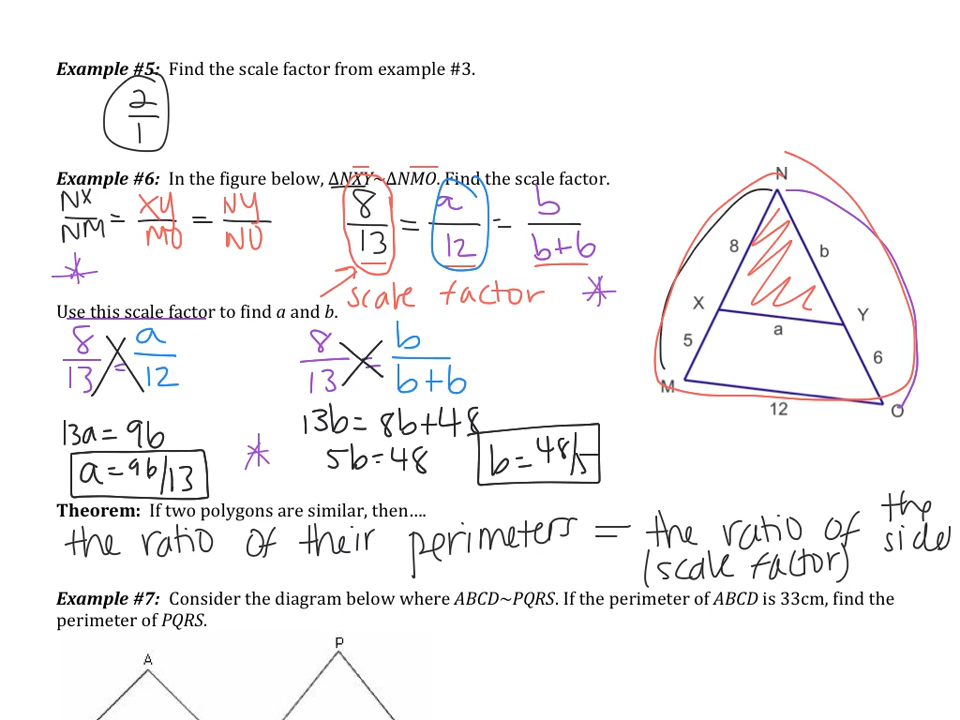 Example #5: Find the scale factor from example #3.
2/1
Example #6: In the figure below, ΔNXY~ΔNMO. Find the scale factor.
NX/NM = XY/MO = NY/NO
8/13 = a/12 = b/b+6
* scale factor *
Use this scale factor to find a and b.
8/13 = a/12
8/13 = b/b+6
13a = 96
13b = 8b+48
a = 96/13
* 5b = 48
b = 48/5
N
8
b
X
Y
a
5
6
M
O
12
Theorem: If two polygons are similar, then….
the ratio of their perimeters = the ratio of the side
(scale factor)
Example #7: Consider the diagram below where ABCD~PQRS. If the perimeter of ABCD is 33cm, find the
perimeter of PQRS.
A
P